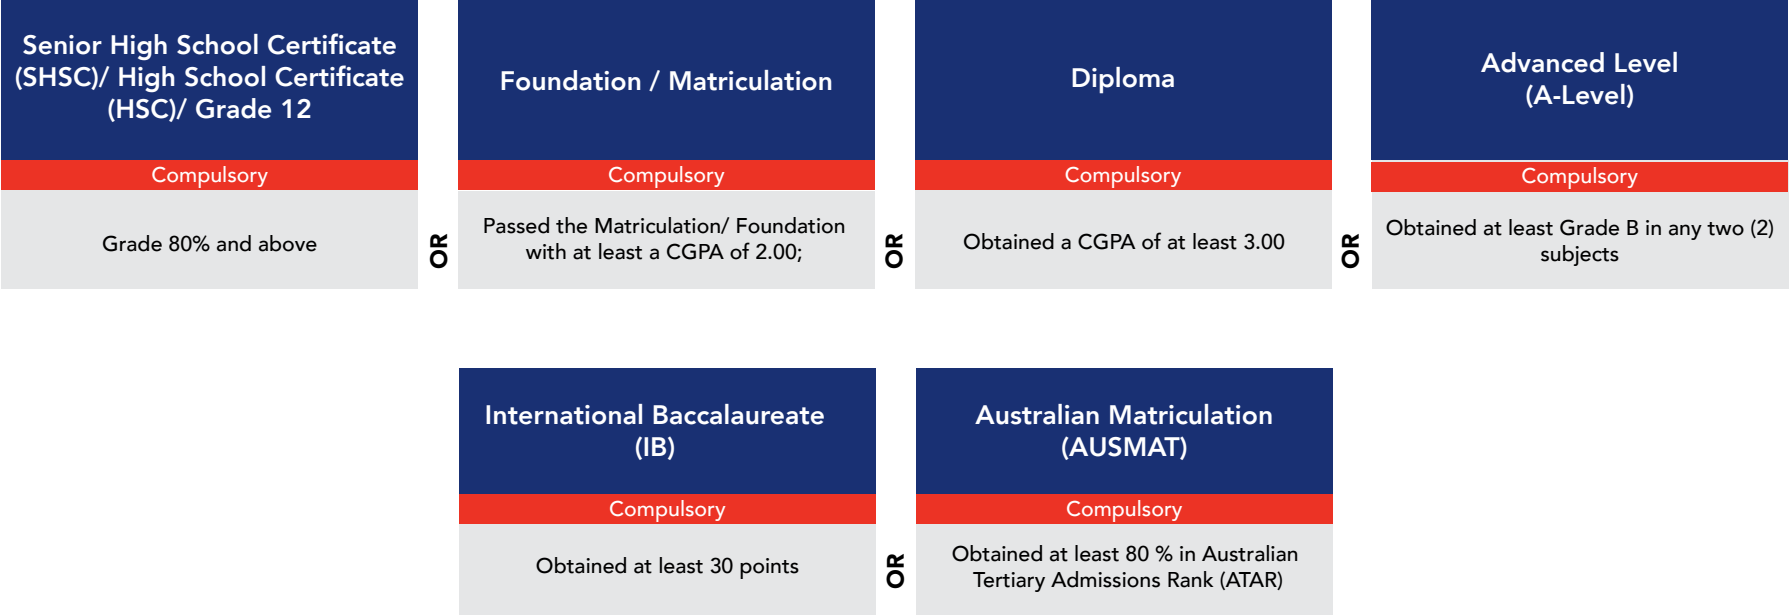 Senior High School Certificate
(SHSC)/ High School Certificate
(HSC)/ Grade 12
Compulsory
Grade 80% and above
OR
Foundation / Matriculation
Compulsory
Passed the Matriculation/ Foundation
with at least a CGPA of 2.00;
OR
Diploma
Compulsory
Obtained a CGPA of at least 3.00
OR
Advanced Level
(A-Level)
Compulsory
Obtained at least Grade B in any two (2)
subjects
International Baccalaureate
(IB)
Compulsory
Obtained at least 30 points
OR
Australian Matriculation
(AUSMAT)
Compulsory
Obtained at least 80 % in Australian
Tertiary Admissions Rank (ATAR)